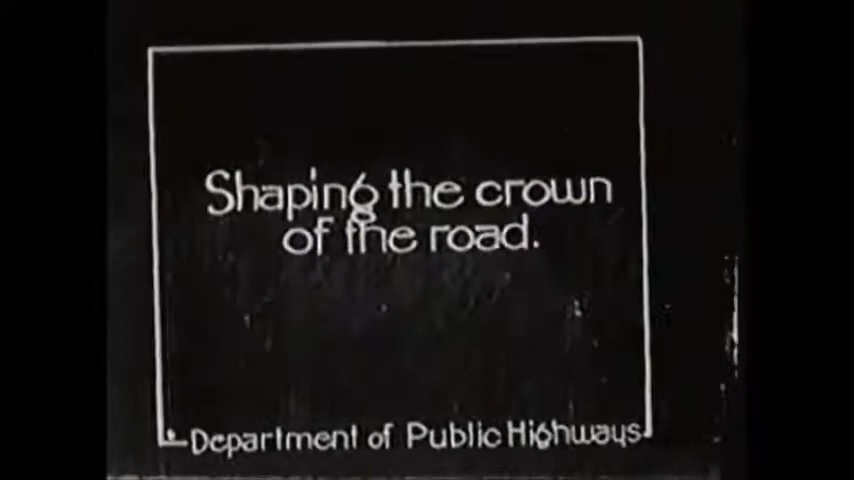 Shaping the crown
of the road.
Department of Public Highways